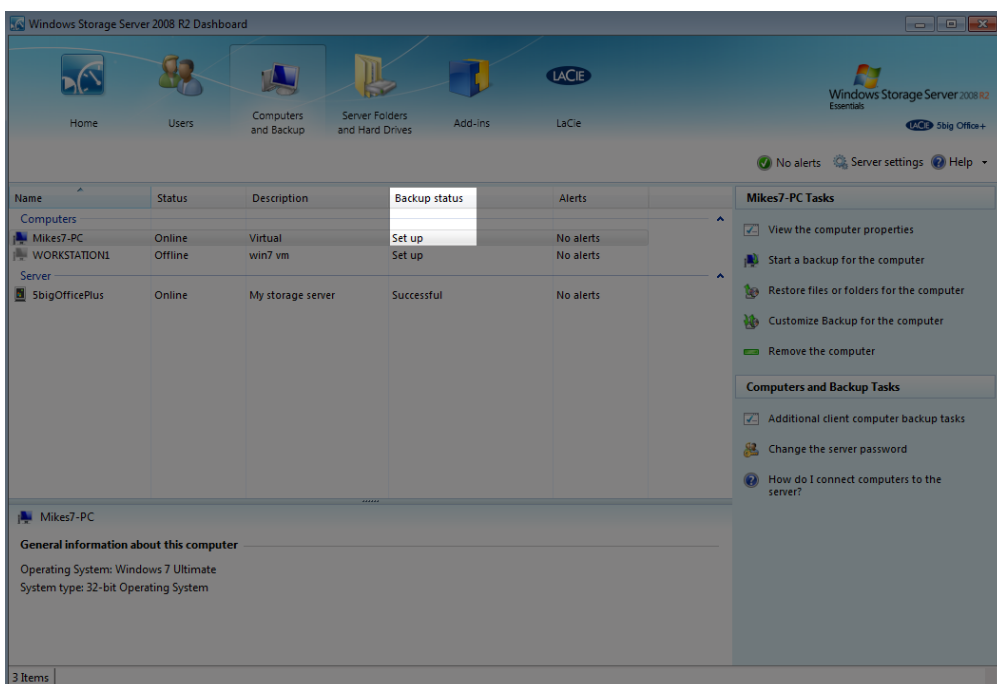 Windows Storage Server 2008 R2 Dashboard
Home
Users
Computers and Backup
Server Folders and Hard Drives
Add-ins
LACIE
LaCie
Windows Storage Server 2008 R2
Essentials
LACIE 5big Office+
No alerts Server settings Help
Name Status Description Backup status Alerts
Computers
Mikes7-PC Online Virtual Set up No alerts
WORKSTATION1 Offline win7 vm Set up No alerts
Server
5bigOfficePlus Online My storage server Successful No alerts
Mikes7-PC Tasks
View the computer properties
Start a backup for the computer
Restore files or folders for the computer
Customize Backup for the computer
Remove the computer
Computers and Backup Tasks
Additional client computer backup tasks
Change the server password
How do I connect computers to the
server?
Mikes7-PC
General information about this computer
Operating System: Windows 7 Ultimate
System type: 32-bit Operating System
3 Items